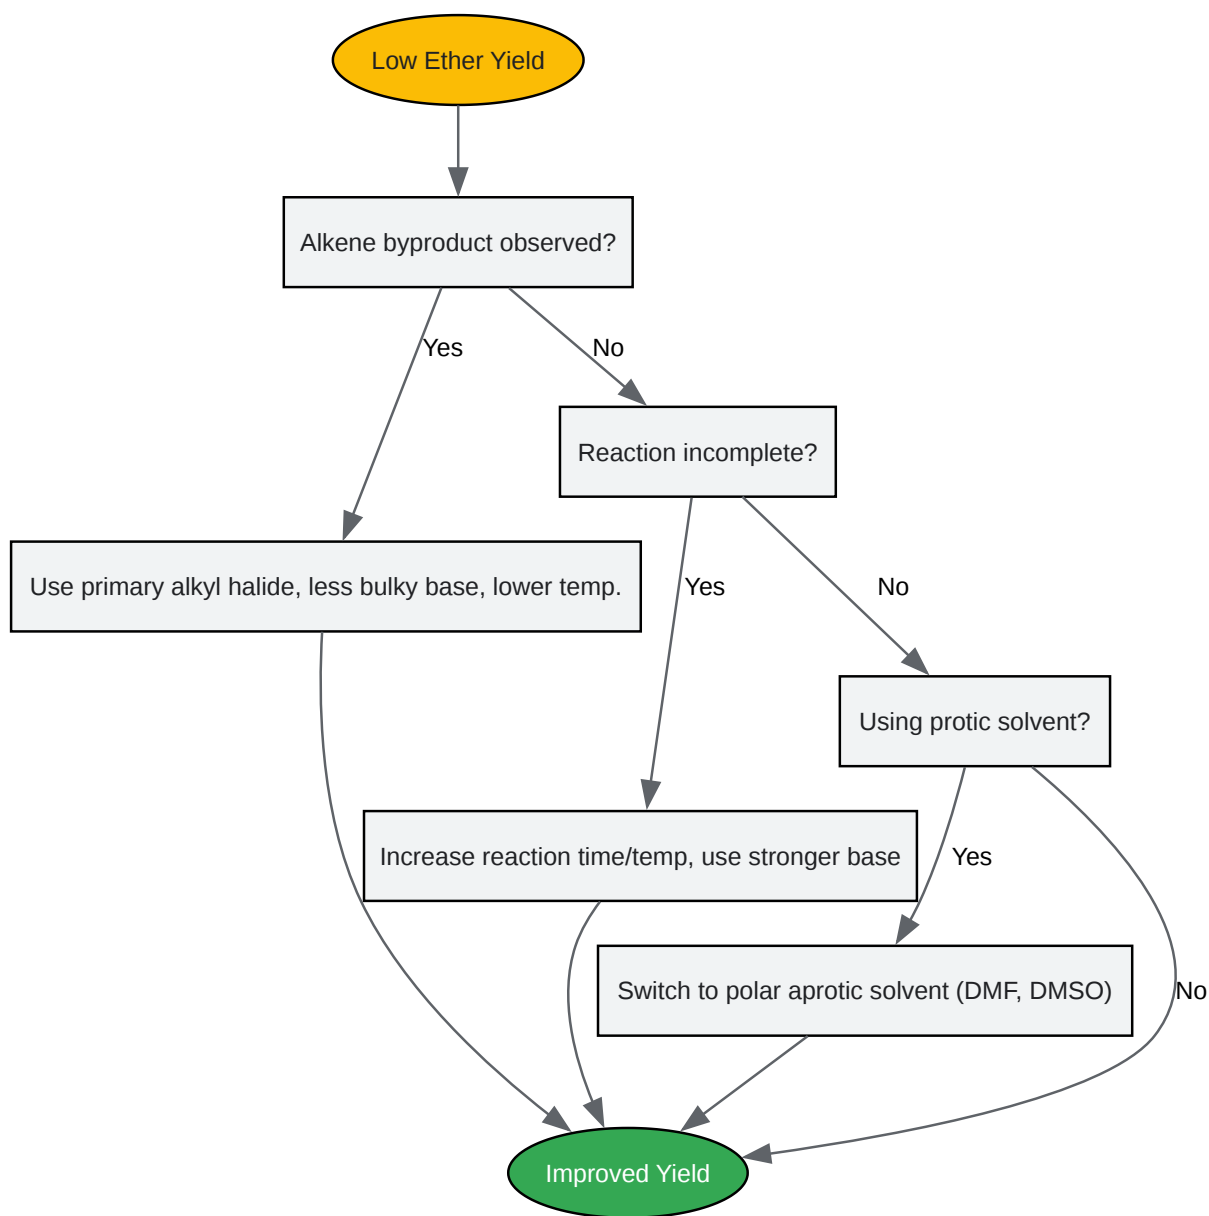 Low Ether Yield
Alkene byproduct observed?
Yes
No
Reaction incomplete?
Use primary alkyl halide, less bulky base, lower temp.
Yes
No
Using protic solvent?
Increase reaction time/temp, use stronger base
Yes
Switch to polar aprotic solvent (DMF, DMSO)
No
Improved Yield